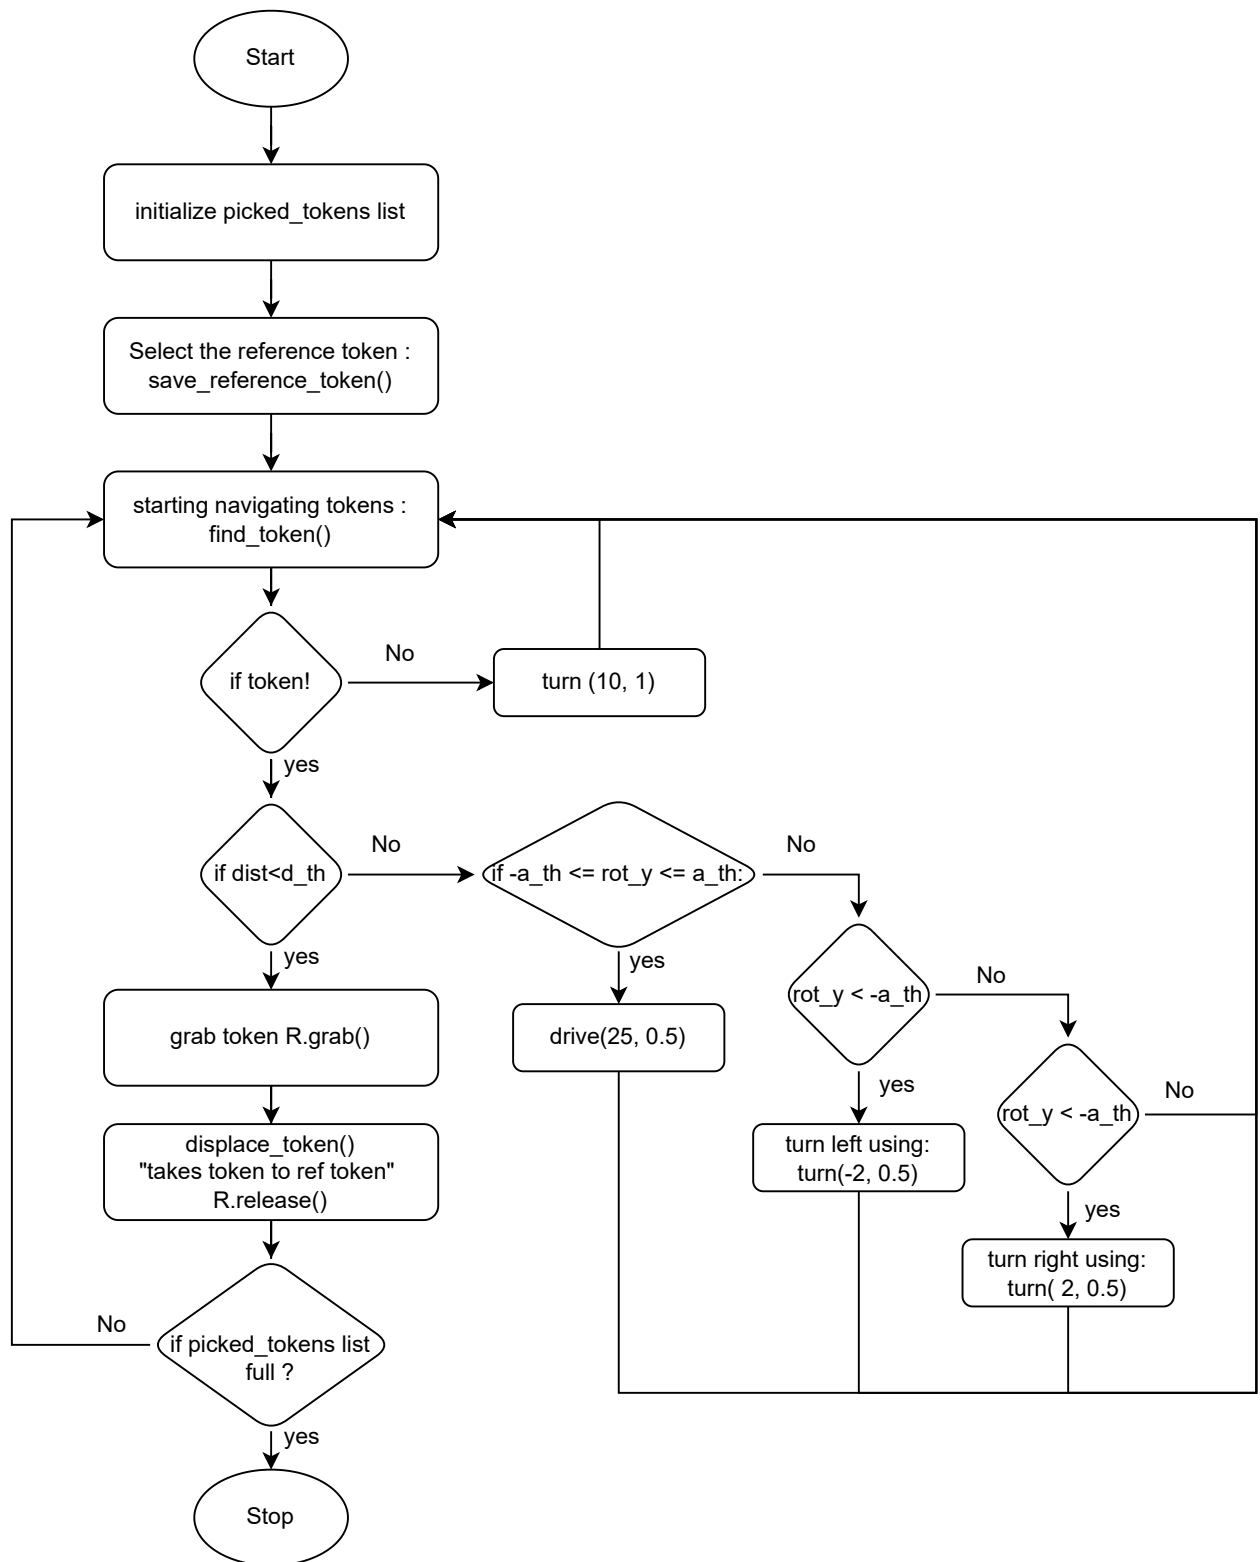 Start
initialize picked_tokens list
Select the reference token :
save_reference_token()
starting navigating tokens :
find_token()
if token!
No
turn (10, 1)
yes
if dist<d_th
No
if -a_th <= rot_y <= a_th:
No
yes
yes
rot_y < -a_th
No
grab token R.grab()
drive(25, 0.5)
yes
rot_y < -a_th
No
displace_token()
"takes token to ref token"
R.release()
turn left using:
turn(-2, 0.5)
yes
turn right using:
turn( 2, 0.5)
No
if picked_tokens list
full ?
yes
Stop